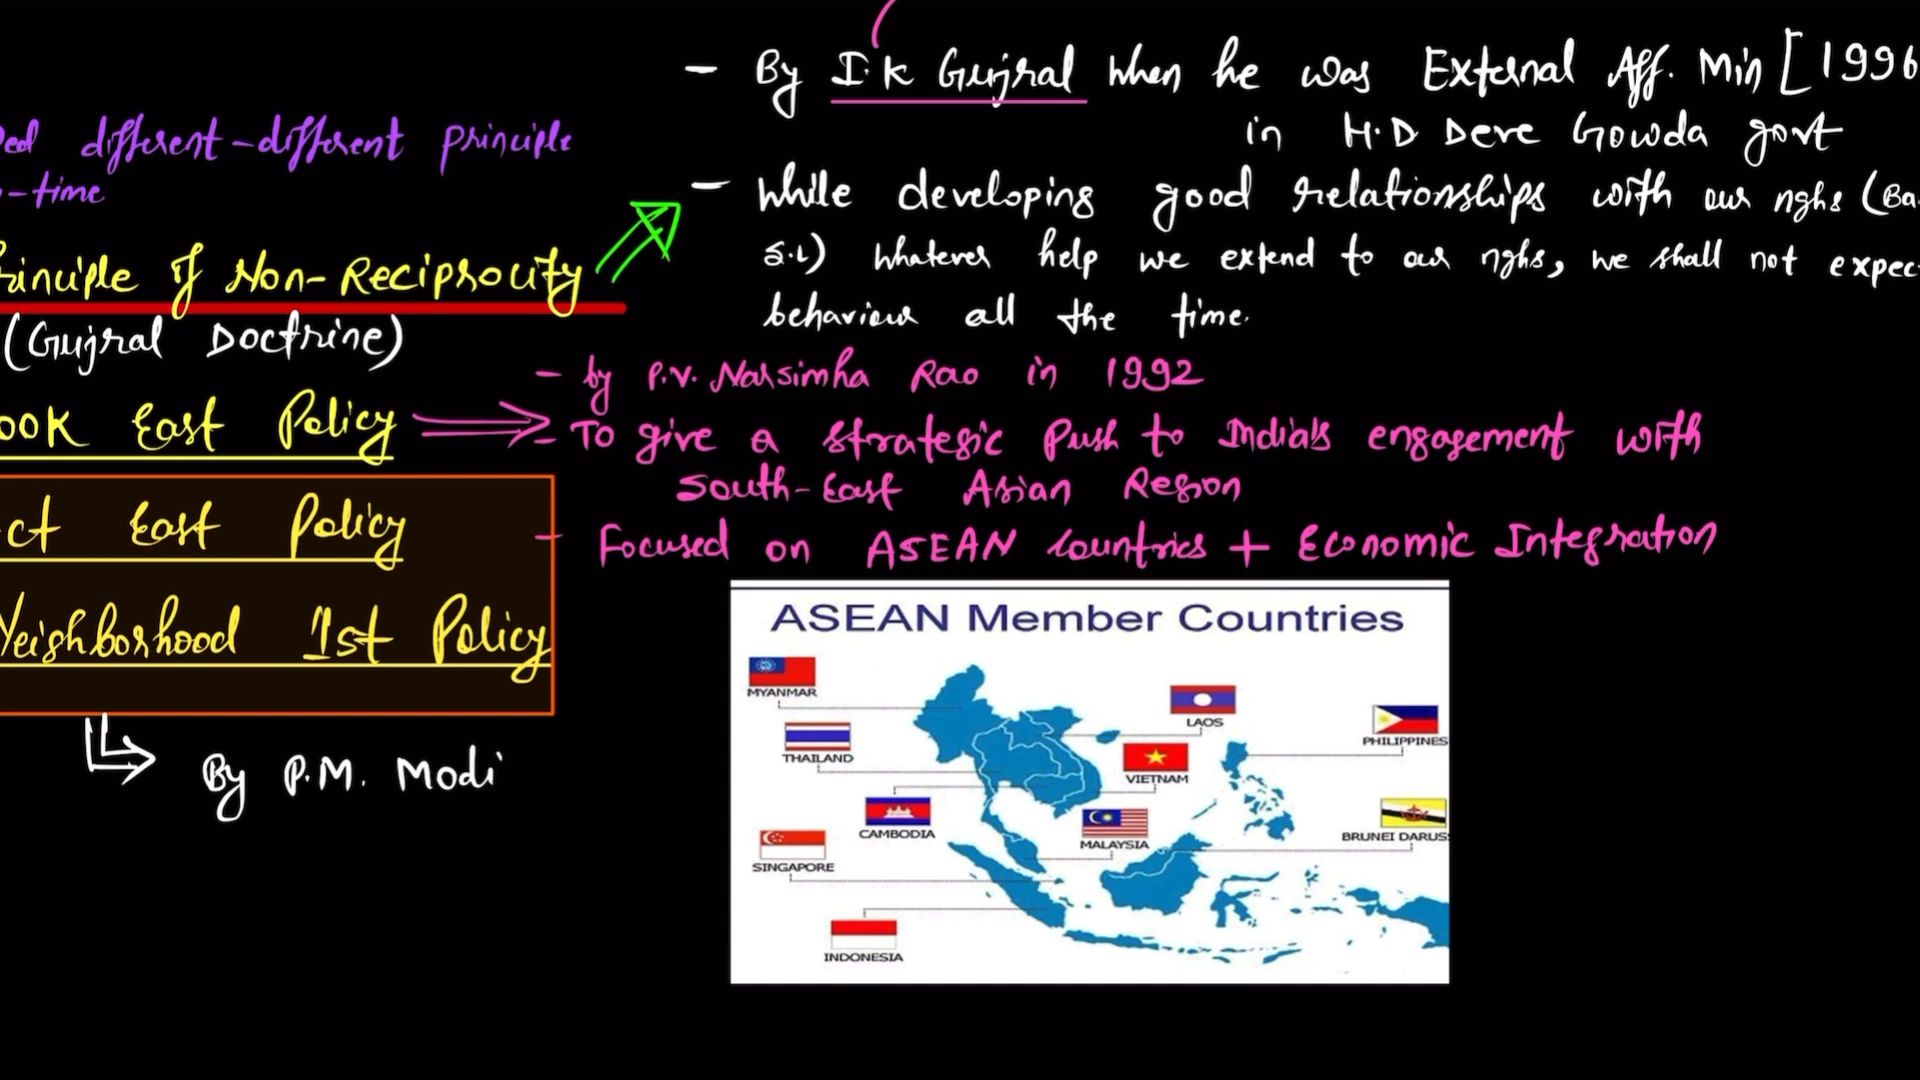 - By I.K Gujral when he was External Aff. Min [1996
in H.D Deve Gowda govt
different-different principle
-time
- While developing good relationships with our nghs (Ba
S.L) whatever help we extend to our nghs, we shall not expec
behaviour all the time.
Principle of Non-Reciprocity
(Gujral Doctrine)
- by P.V. Narsimha Rao in 1992
ook East Policy
- To give a strategic Push to India's engagement with
South-East Asian Region
ct East Policy
- Focused on ASEAN Countries + Economic Integration
Neighborhood 1st Policy
By P.M. Modi
ASEAN Member Countries
MYANMAR
LAOS
PHILIPPINES
THAILAND
VIETNAM
CAMBODIA
MALAYSIA
BRUNEI DARUS
SINGAPORE
INDONESIA